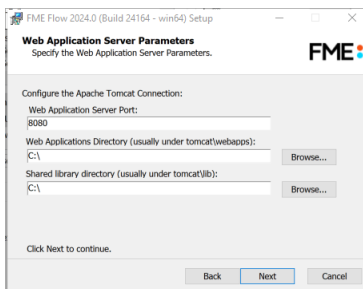 FME Flow 2024.0 (Build 24164 - win64) Setup
Web Application Server Parameters
Specify the Web Application Server Parameters.
FME
Configure the Apache Tomcat Connection:
Web Application Server Port:
8080
Web Applications Directory (usually under tomcat\webapps):
C:\
Browse...
Shared library directory (usually under tomcat\lib):
C:\
Browse...
Click Next to continue.
Back Next Cancel